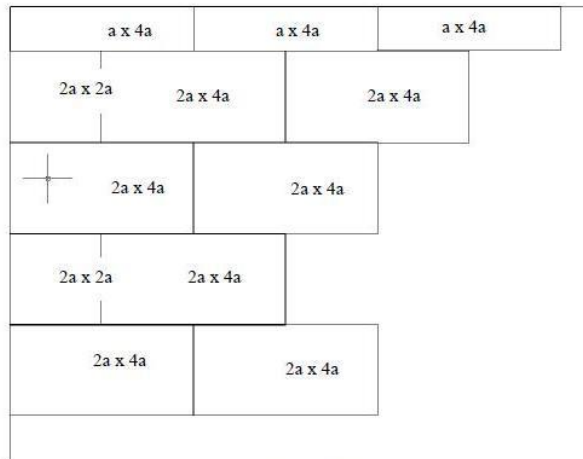 a x 4a a x 4a a x 4a
2a x 2a 2a x 4a 2a x 4a
2a x 4a 2a x 4a
2a x 2a 2a x 4a
2a x 4a 2a x 4a